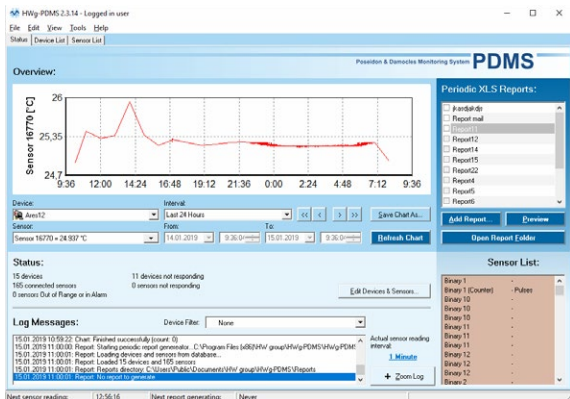 HWg-PDMS 2.3.14 - Logged in user
File Edit View Tools Help
Status Device List Sensor List
Poseidon & Damocles Monitoring System PDMS
Overview:
Sensor 16770 [°C]
26
25,35
24,7
9:36 12:00 14:24 16:48 19:12 21:36 0:00 2:24 4:48 7:12 9:36
Device: Interval:
Ares12 Last 24 Hours << < > >> Save Chart As...
Sensor: From: To:
Sensor 16770 = 24.937 °C 14.01.2019 9:36:0 15.01.2019 9:36:0 Refresh Chart
Periodic XLS Reports:
Report mail
Report11
Report12
Report14
Report15
Report22
Report4
Report5
Report6
Add Report... Preview
Open Report Folder
Status:
15 devices 11 devices not responding
165 connected sensors 0 sensors not responding
0 sensors Out of Range or in Alarm
Edit Devices & Sensors...
Sensor List:
Binary 1 -
Binary 1 (Counter) - Pulses
Binary 10 -
Binary 10 -
Binary 10 -
Binary 11 -
Binary 11 -
Binary 11 -
Binary 12 -
Binary 12 -
Binary 12 -
Binary 2 -
Log Messages: Device Filter: None
15.01.2019 10:59:22: Chart: Finished successfully (count: 0)
15.01.2019 11:00:00: Report: Starting periodic report generator...C:\Program Files (x86)\HW group\HWg-PDMS\HWg-PDMS
15.01.2019 11:00:01: Report: Loading devices and sensors from database...
15.01.2019 11:00:01: Report: Loaded 15 devices and 165 sensors
15.01.2019 11:00:01: Report: Reports directory: C:\Users\Public\Documents\HW group\HWg-PDMS\Reports
15.01.2019 11:00:01: Report: No report to generate
Actual sensor reading
interval:
1 Minute
+ Zoom Log
Next sensor reading: 12:56:16 Next report generating: Never